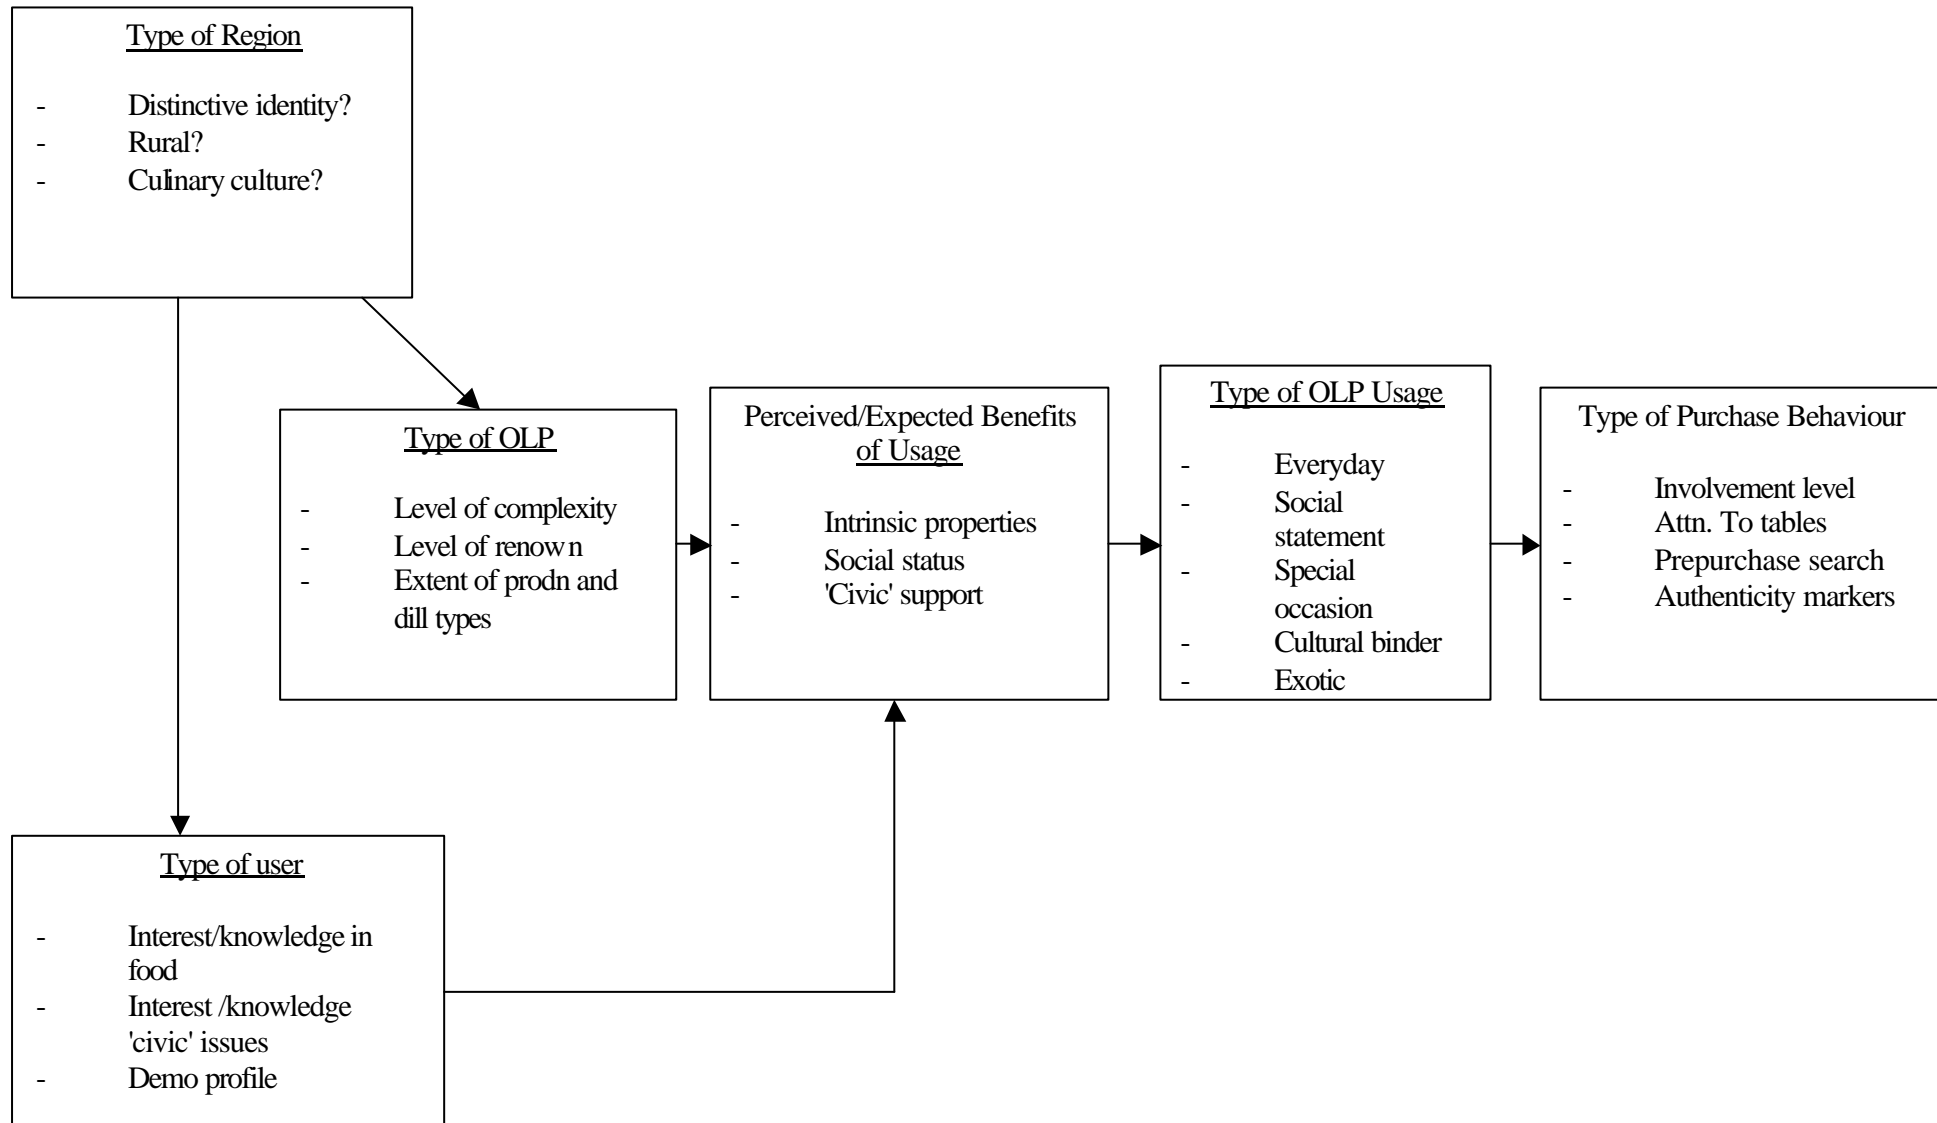 Type of Region
- Distinctive identity?
- Rural?
- Culinary culture?
Type of OLP
- Level of complexity
- Level of renown
- Extent of prodn and
dill types
Perceived/Expected Benefits
of Usage
- Intrinsic properties
- Social status
- 'Civic' support
Type of OLP Usage
- Everyday
- Social
statement
- Special
occasion
- Cultural binder
- Exotic
Type of Purchase Behaviour
- Involvement level
- Attn. To tables
- Prepurchase search
- Authenticity markers
Type of user
- Interest/knowledge in
food
- Interest /knowledge
'civic' issues
- Demo profile